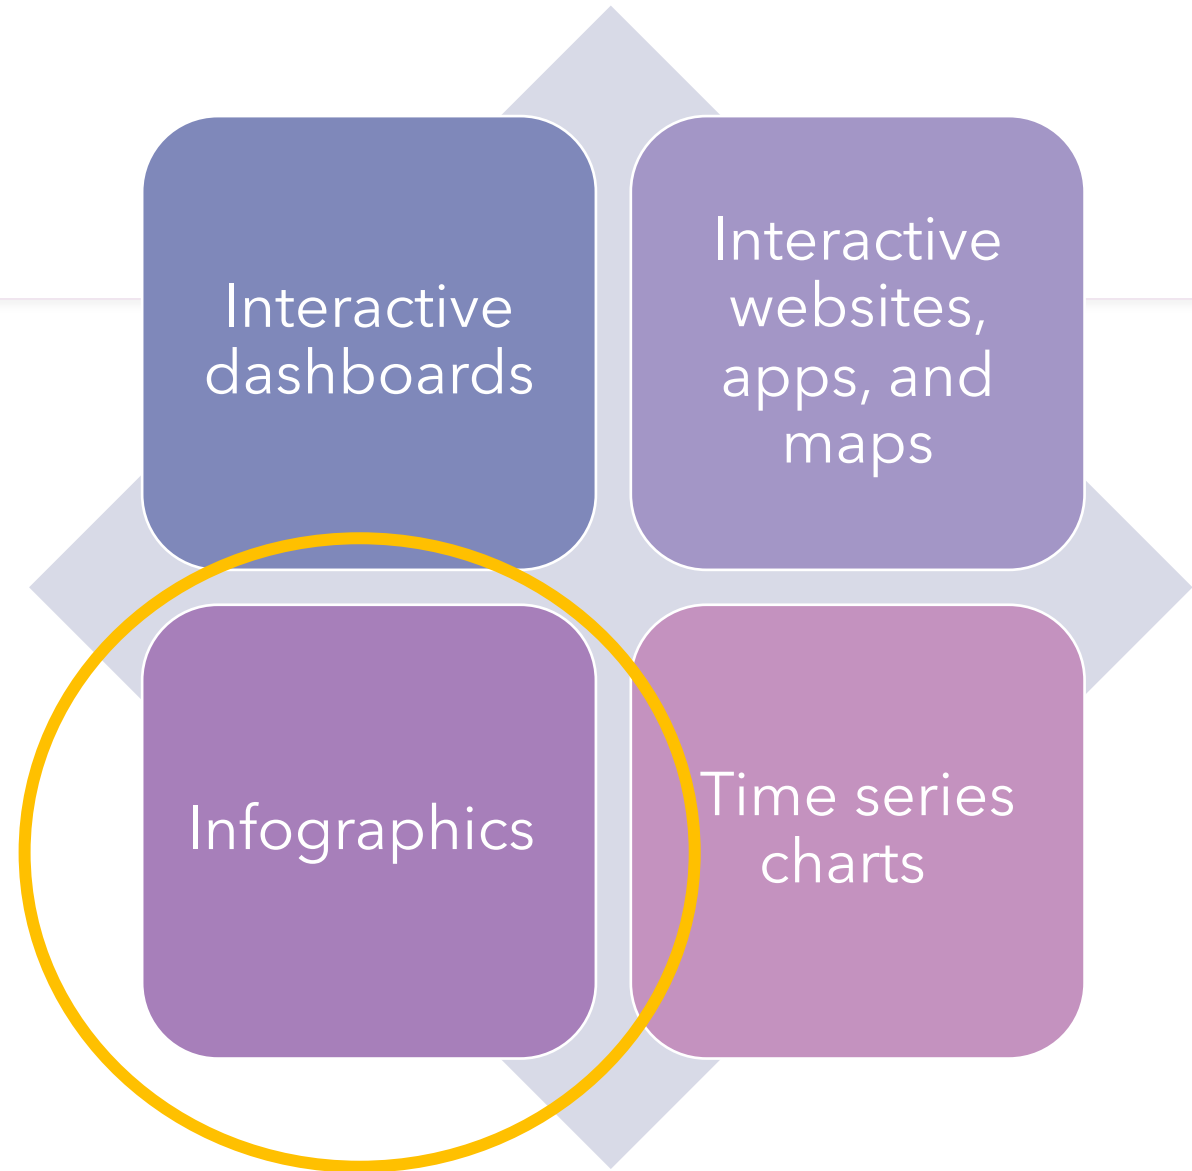 Interactive
dashboards
Interactive
websites,
apps, and
maps
Infographics
Time series
charts